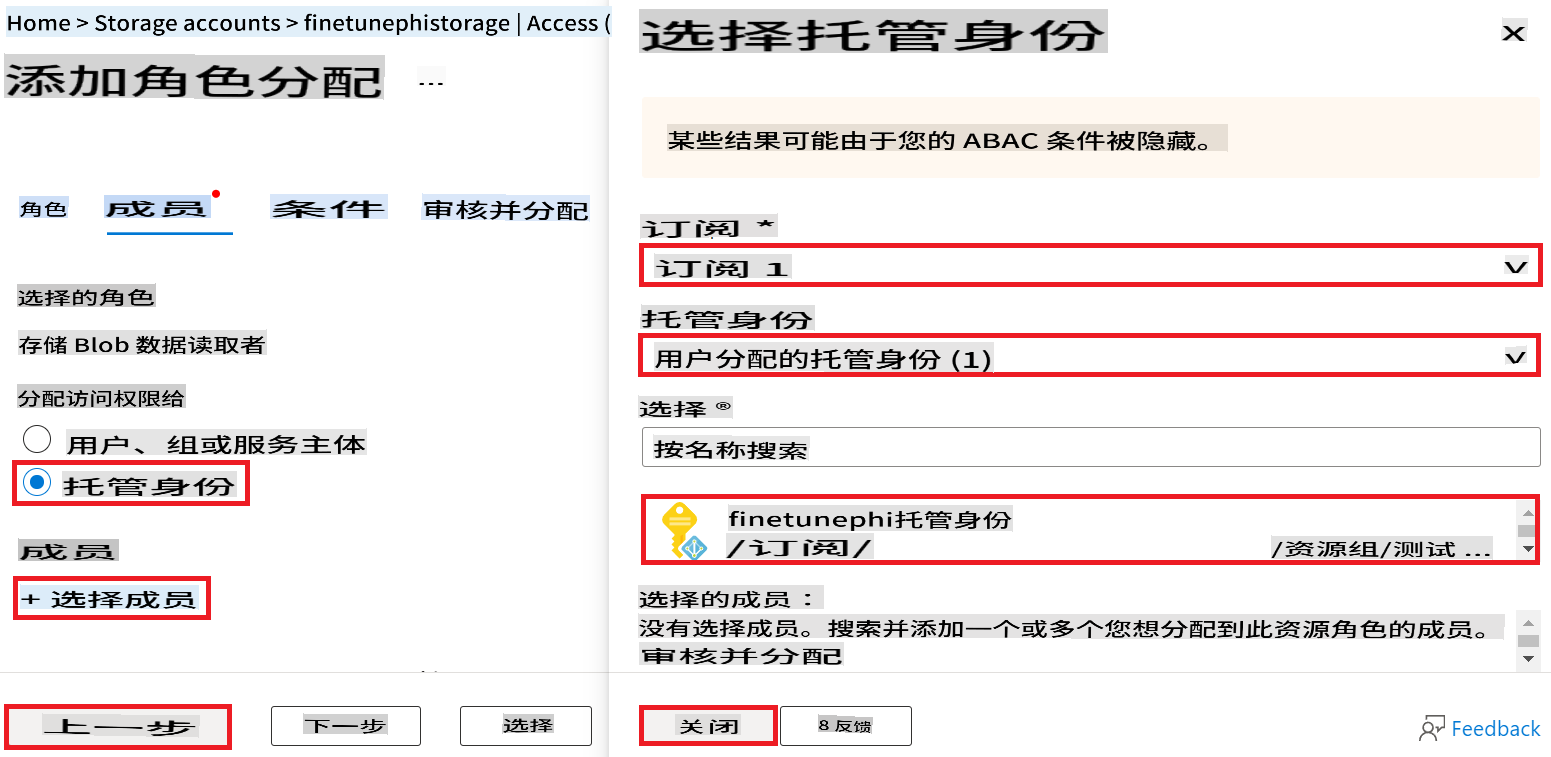 Home > Storage accounts > finetunephistorage | Access (
添加角色分配 ...
角色 成员 条件 审核并分配
选择的角色
存储 Blob 数据读取者
分配访问权限给
用户、组或服务主体
托管身份
成员
+ 选择成员
上一步 下一步 选择
选择托管身份 X
某些结果可能由于您的 ABAC 条件被隐藏。
订阅 *
订阅 1
托管身份
用户分配的托管身份 (1)
选择 ®
按名称搜索
finetunephi托管身份
/订阅/ /资源组/测试 ...
选择的成员：
没有选择成员。搜索并添加一个或多个您想分配到此资源角色的成员。
审核并分配
关闭 8 反馈 Feedback